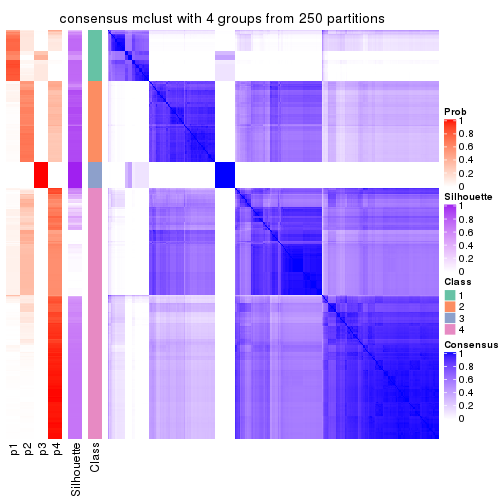 consensus mclust with 4 groups from 250 partitions
Prob
1
0.8
0.6
0.4
0.2
0
Silhouette
1
0.8
0.6
0.4
0.2
0
Class
1
2
3
4
Consensus
1
0.8
0.6
0.4
0.2
0
p1
p2
p3
p4
Silhouette
Class